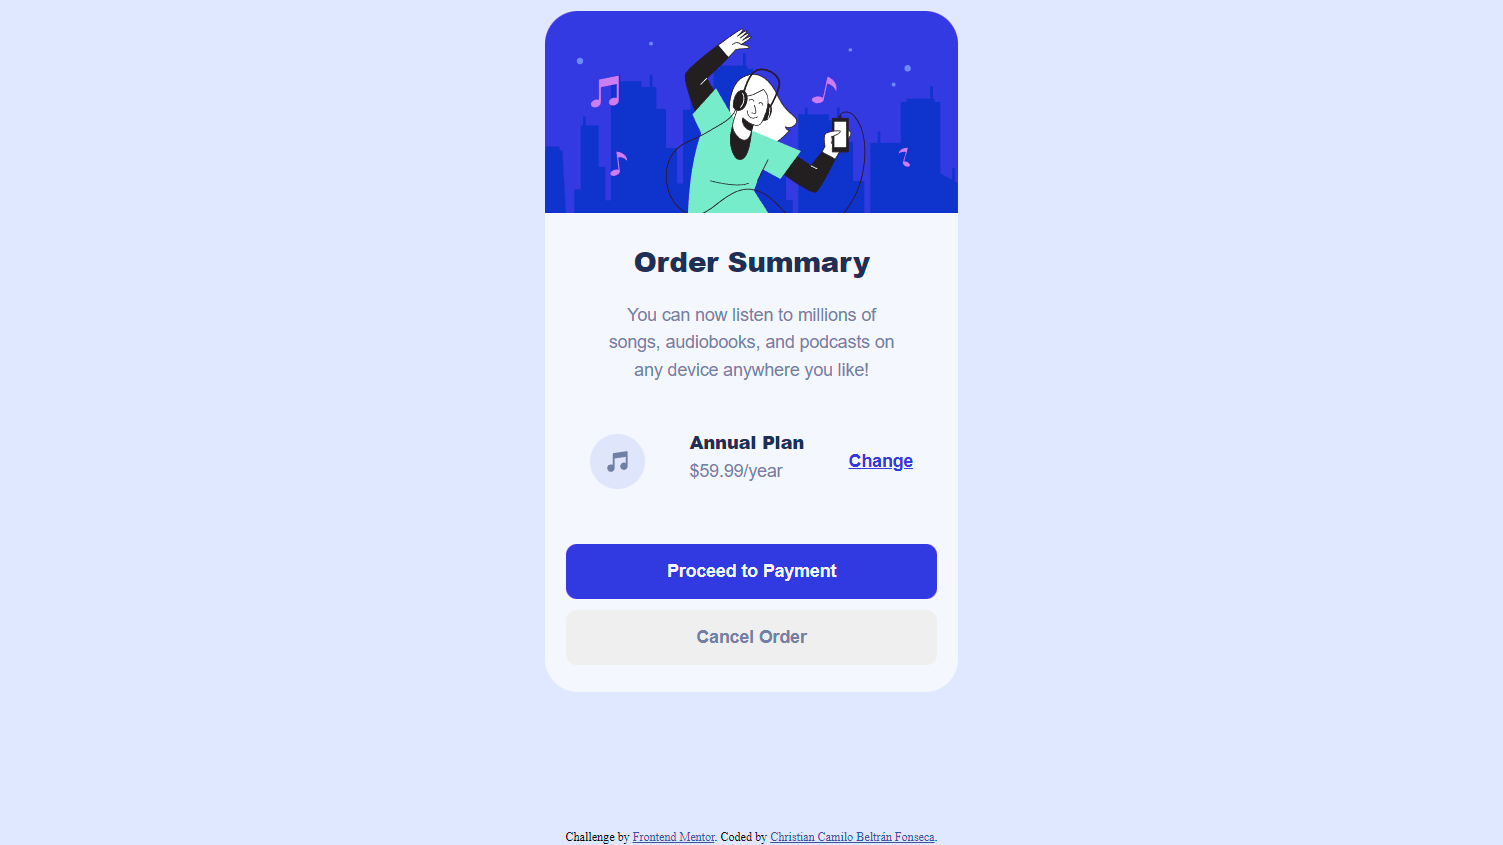 Order Summary
You can now listen to millions of
songs, audiobooks, and podcasts on
any device anywhere you like!
Annual Plan
$59.99/year
Change
Proceed to Payment
Cancel Order
Challenge by Frontend Mentor. Coded by Christian Camilo Beltrán Fonseca.